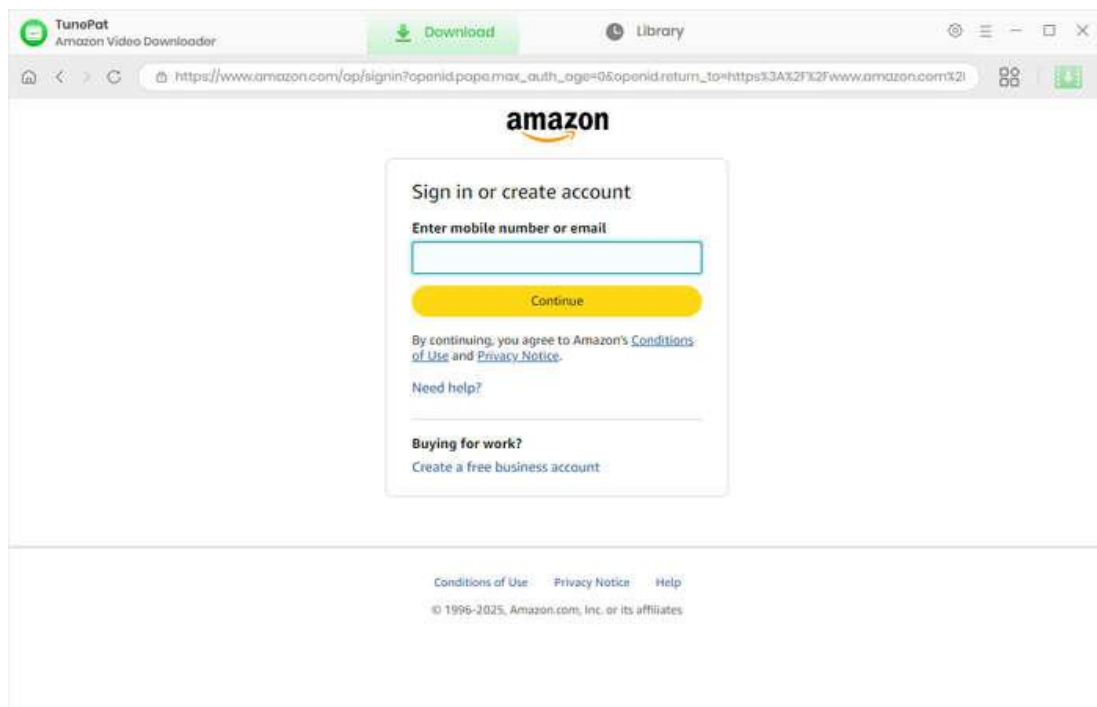 TunePat
Amazon Video Downloader
Download
Library
https://www.amazon.com/ap/signin?openid.pape.max_auth_age=0&openid.return_to=https%3A%2F%2Fwww.amazon.com%2
amazon
Sign in or create account
Enter mobile number or email
Continue
By continuing, you agree to Amazon's Conditions
of Use and Privacy Notice.
Need help?
Buying for work?
Create a free business account
Conditions of Use Privacy Notice Help
© 1996-2025, Amazon.com, Inc. or its affiliates